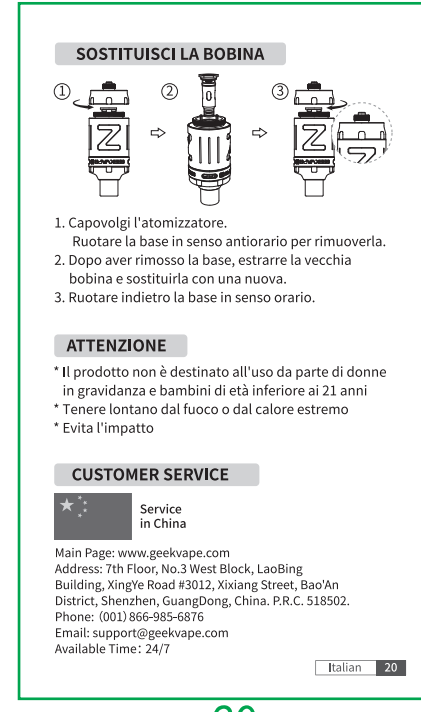 SOSTITUISCI LA BOBINA
① ② ③
1. Capovolgi l'atomizzatore.
Ruotare la base in senso antiorario per rimuoverla.
2. Dopo aver rimosso la base, estrarre la vecchia
bobina e sostituirla con una nuova.
3. Ruotare indietro la base in senso orario.
ATTENZIONE
* Il prodotto non è destinato all'uso da parte di donne
in gravidanza e bambini di età inferiore ai 21 anni
* Tenere lontano dal fuoco o dal calore estremo
* Evita l'impatto
CUSTOMER SERVICE
Service
in China
Main Page: www.geekvape.com
Address: 7th Floor, No.3 West Block, LaoBing
Building, XingYe Road #3012, Xixiang Street, Bao'An
District, Shenzhen, GuangDong, China. P.R.C. 518502.
Phone: (001) 866-985-6876
Email: support@geekvape.com
Available Time: 24/7
Italian 20